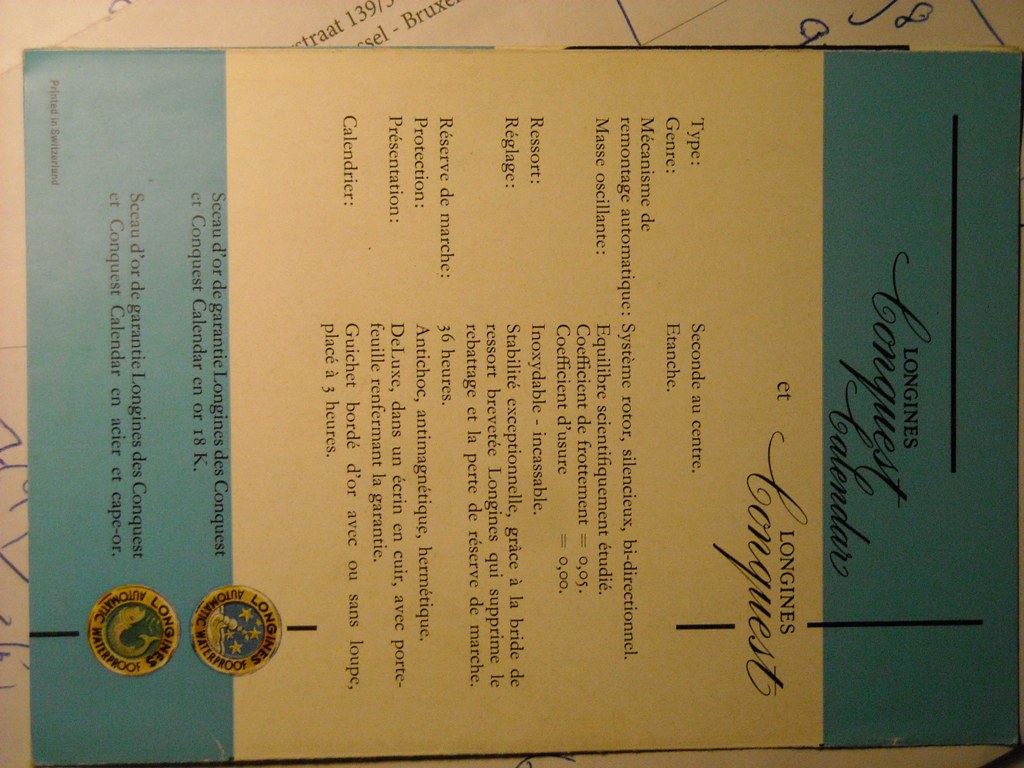 LONGINES
Conquest
Calendar
et
LONGINES
Conquest
Type: Seconde au centre.
Genre: Etanche.
Mécanisme de
remontage automatique: Système rotor, silencieux, bi-directionnel.
Masse oscillante: Equilibre scientifiquement étudié.
Coefficient de frottement = 0,05.
Coefficient d'usure = 0,00.
Ressort: Inoxydable - incassable.
Réglage: Stabilité exceptionnelle, grâce à la bride de
ressort brevetée Longines qui supprime le
rebattage et la perte de réserve de marche.
Réserve de marche: 36 heures.
Protection: Antichoc, antimagnétique, hermétique.
Présentation: DeLuxe, dans un écrin en cuir, avec porte-
feuille renfermant la garantie.
Calendrier: Guichet bordé d'or avec ou sans loupe,
placé à 3 heures.
Sceau d'or de garantie Longines des Conquest
et Conquest Calendar en or 18 K.
LONGINES
AUTOMATIC WATERPROOF
Sceau d'or de garantie Longines des Conquest
et Conquest Calendar en acier et cape-or.
LONGINES
AUTOMATIC WATERPROOF
Printed in Switzerland
straat 139/3
sel - Bruxel